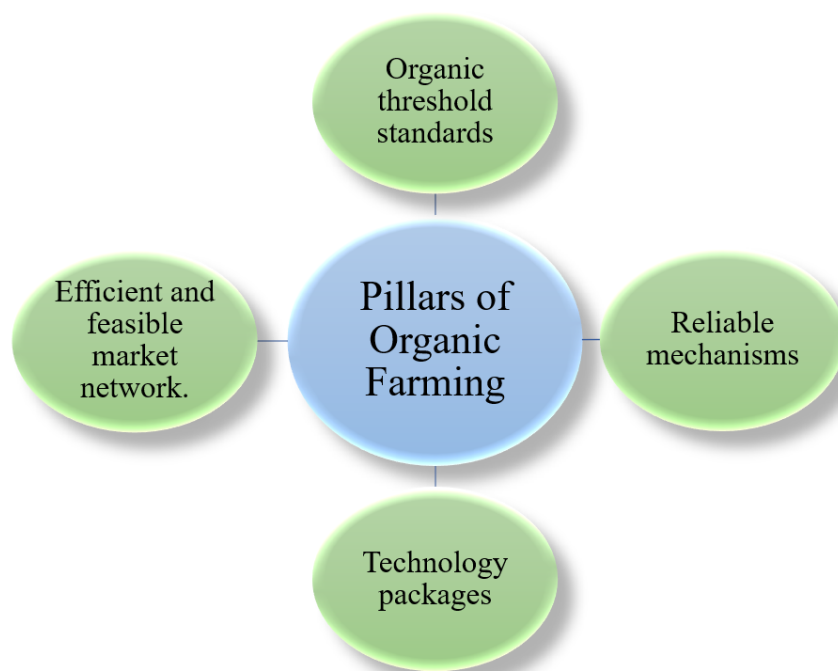 Organic
threshold
standards
Efficient and
feasible
market
network.
Pillars of
Organic
Farming
Reliable
mechanisms
Technology
packages